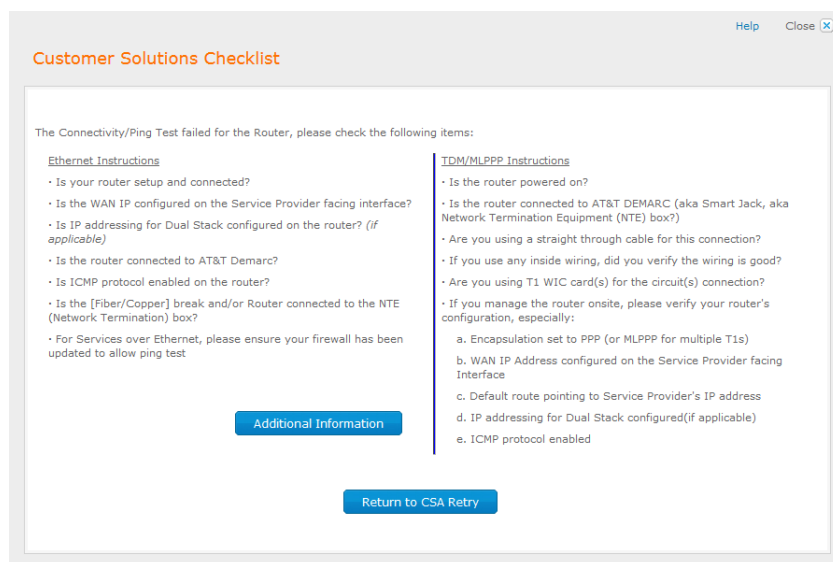 Help
Close
Customer Solutions Checklist
The Connectivity/Ping Test failed for the Router, please check the following items:
Ethernet Instructions
· Is your router setup and connected?
· Is the WAN IP configured on the Service Provider facing interface?
· Is IP addressing for Dual Stack configured on the router? (if
applicable)
· Is the router connected to AT&T Demarc?
· Is ICMP protocol enabled on the router?
· Is the [Fiber/Copper] break and/or Router connected to the NTE
(Network Termination) box?
· For Services over Ethernet, please ensure your firewall has been
updated to allow ping test
Additional Information
TDM/MLPPP Instructions
· Is the router powered on?
· Is the router connected to AT&T DEMARC (aka Smart Jack, aka
Network Termination Equipment (NTE) box?)
· Are you using a straight through cable for this connection?
· If you use any inside wiring, did you verify the wiring is good?
· Are you using T1 WIC card(s) for the circuit(s) connection?
· If you manage the router onsite, please verify your router's
configuration, especially:
a. Encapsulation set to PPP (or MLPPP for multiple T1s)
b. WAN IP Address configured on the Service Provider facing
Interface
c. Default route pointing to Service Provider's IP address
d. IP addressing for Dual Stack configured(if applicable)
e. ICMP protocol enabled
Return to CSA Retry